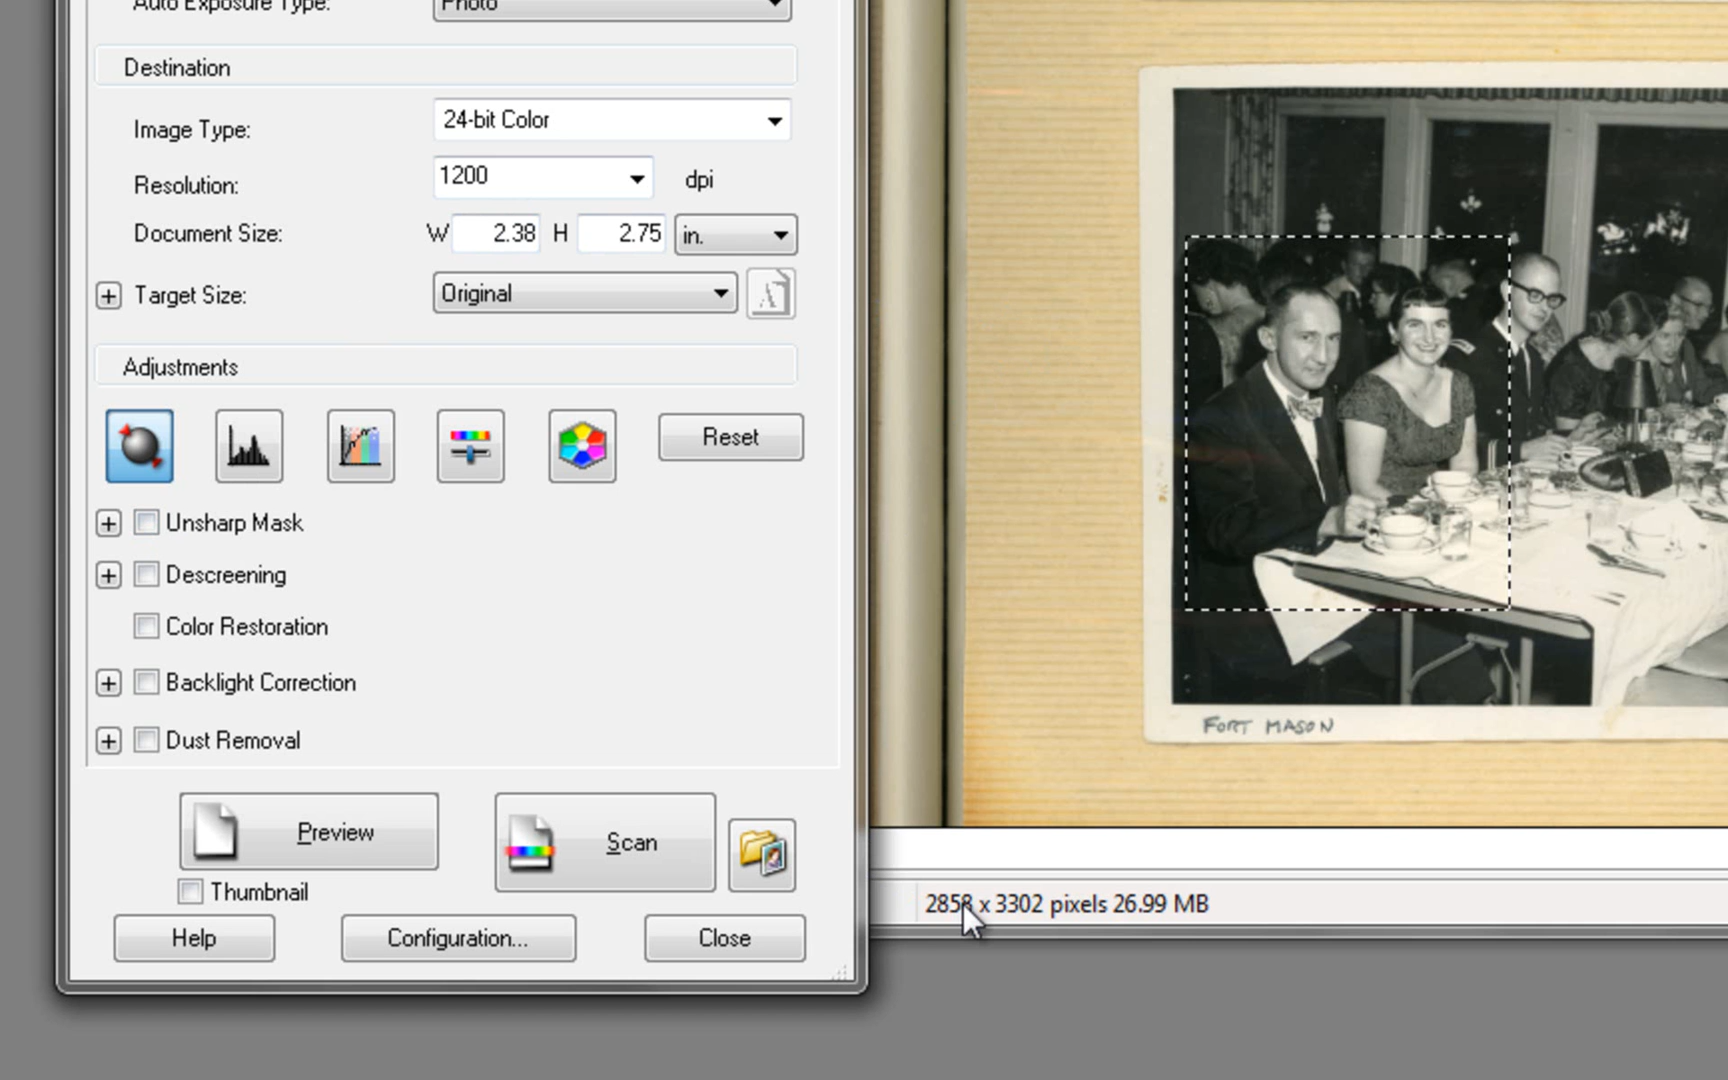 Auto Exposure Type: Photo
Destination
Image Type: 24-bit Color
Resolution: 1200 dpi
Document Size: W 2.38 H 2.75 in.
Target Size: Original
Adjustments
Reset
Unsharp Mask
Descreening
Color Restoration
Backlight Correction
Dust Removal
Preview
Scan
Thumbnail
Help
Configuration...
Close
FORT MASON
2858 x 3302 pixels 26.99 MB